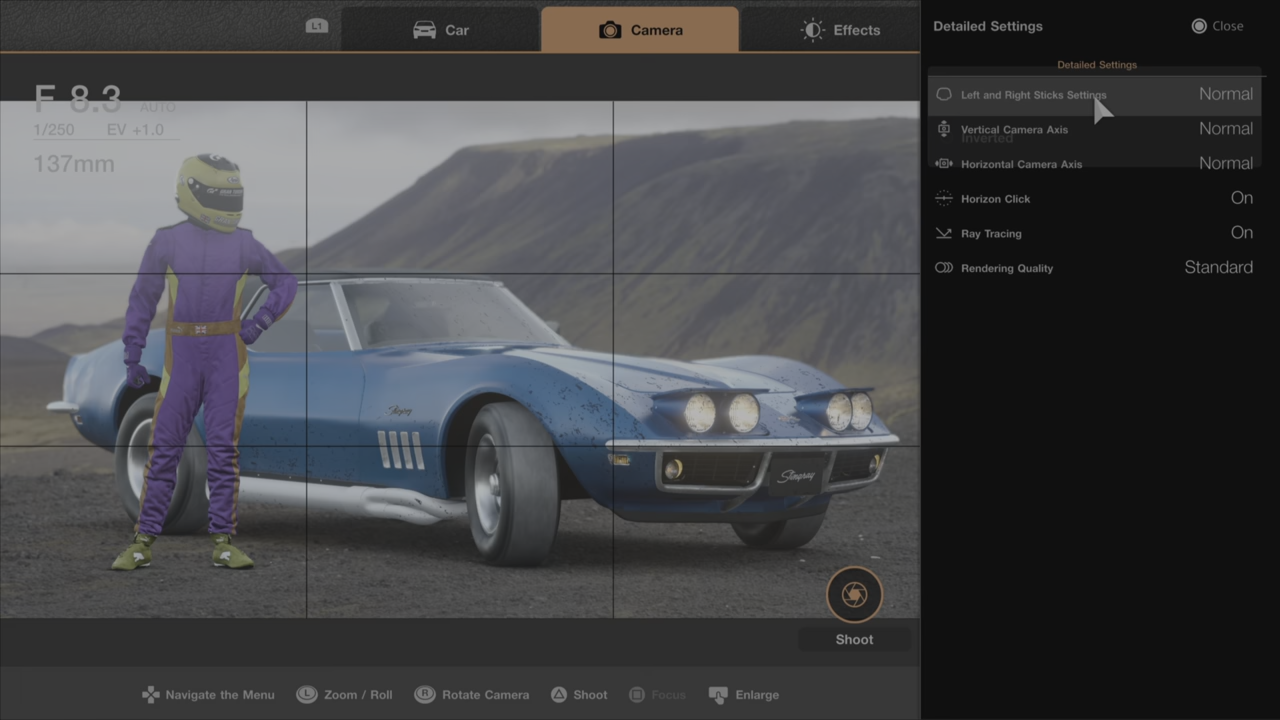 L1
Car
Camera
Effects
Detailed Settings
Close
F 8.3 AUTO
1/250 EV +1.0
137mm
Detailed Settings
Left and Right Sticks Settings Normal
Vertical Camera Axis Normal
Inverted
Horizontal Camera Axis Normal
Horizon Click On
Ray Tracing On
Rendering Quality Standard
Stingray
Stingray
Shoot
Navigate the Menu
L Zoom / Roll
R Rotate Camera
Shoot
Focus
Enlarge